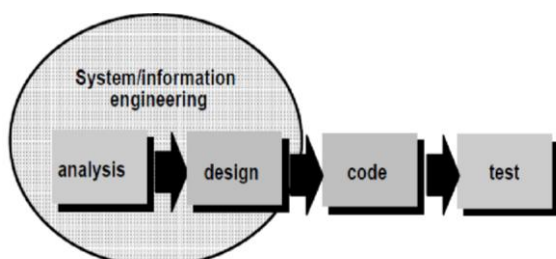 System/information
engineering
analysis
design
code
test